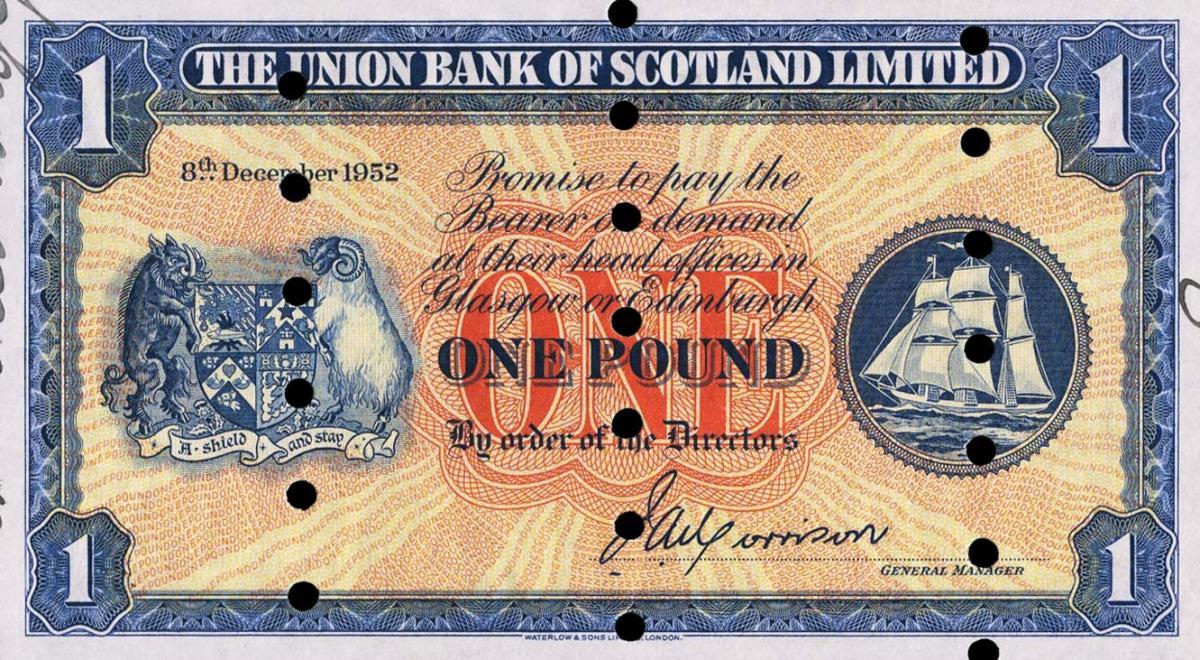 THE UNION BANK OF SCOTLAND LIMITED
1
1
8th December 1952
Promise to pay the
Bearer on demand
at their head offices in
Glasgow or Edinburgh
ONE
ONE POUND
By order of the Directors
A · shield and stay
J A Morrison
GENERAL MANAGER
1
1
WATERLOW & SONS LIMITED, LONDON.